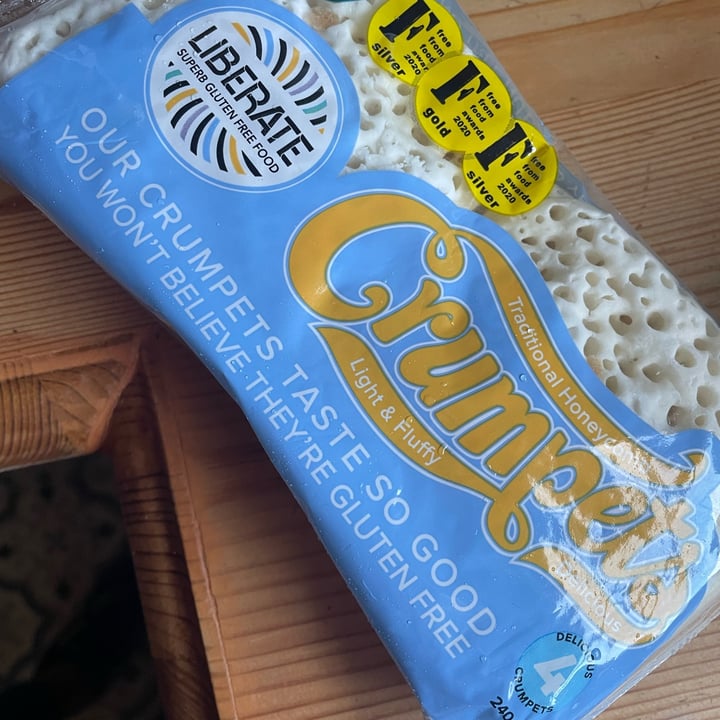 LIBERATE
SUPERB GLUTEN FREE FOOD
F
free
from
food
awards
2020
silver
F
free
from
food
awards
2020
gold
F
free
from
food
awards
2020
silver
OUR CRUMPETS TASTE SO GOOD
YOU WON'T BELIEVE THEY'RE GLUTEN FREE
Traditional
Crumpets
Light & Fluffy
DELICIOUS
4
CRUMPETS